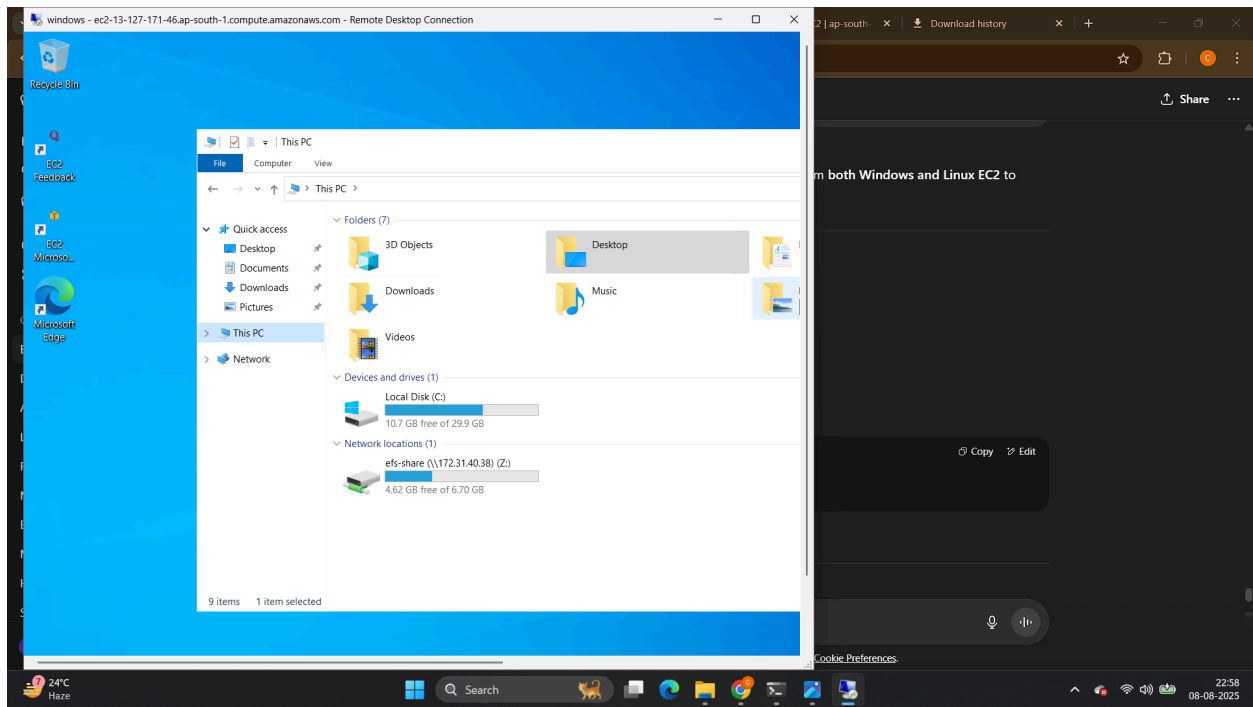 windows - ec2-13-127-171-46.ap-south-1.compute.amazonaws.com - Remote Desktop Connection
2 | ap-south-
Download history
C
Share
Recycle Bin
EC2
Feedback
EC2
Microso...
Microsoft
Edge
This PC
File
Computer
View
This PC
m both Windows and Linux EC2 to
Quick access
Desktop
Documents
Downloads
Pictures
This PC
Network
Folders (7)
3D Objects
Desktop
Downloads
Music
Videos
Devices and drives (1)
Local Disk (C:)
10.7 GB free of 29.9 GB
Network locations (1)
efs-share (\\172.31.40.38) (Z:)
4.62 GB free of 6.70 GB
Copy
Edit
9 items
1 item selected
Cookie Preferences.
7
24°C
Haze
Search
C
22:58
08-08-2025